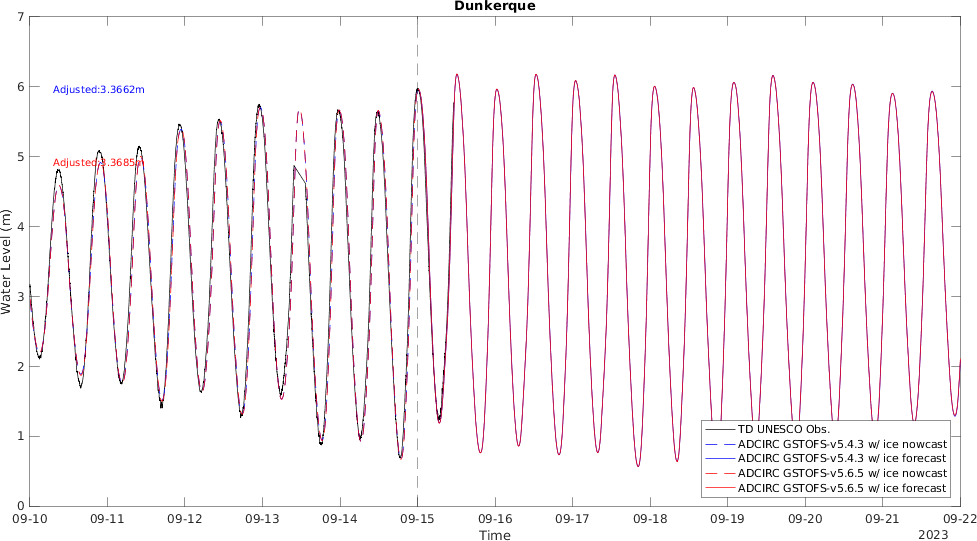 Dunkerque
7
6
5
4
3
2
1
0
Water Level (m)
Adjusted:3.3662m
Adjusted:3.3685m
TD UNESCO Obs.
ADCIRC GSTOFS-v5.4.3 w/ ice nowcast
ADCIRC GSTOFS-v5.4.3 w/ ice forecast
ADCIRC GSTOFS-v5.6.5 w/ ice nowcast
ADCIRC GSTOFS-v5.6.5 w/ ice forecast
09-10 09-11 09-12 09-13 09-14 09-15 09-16 09-17 09-18 09-19 09-20 09-21 09-22
Time
2023